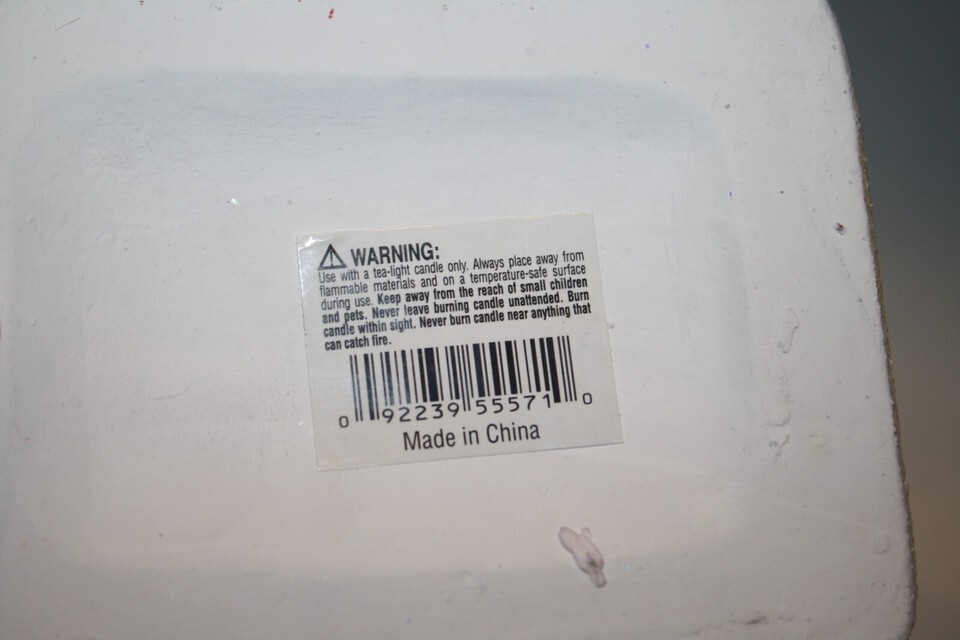 WARNING:
Use with a tea-light candle only. Always place away from
flammable materials and on a temperature-safe surface
during use. Keep away from the reach of small children
and pets. Never leave burning candle unattended. Burn
candle within sight. Never burn candle near anything that
can catch fire.
0 92239 55571 0
Made in China